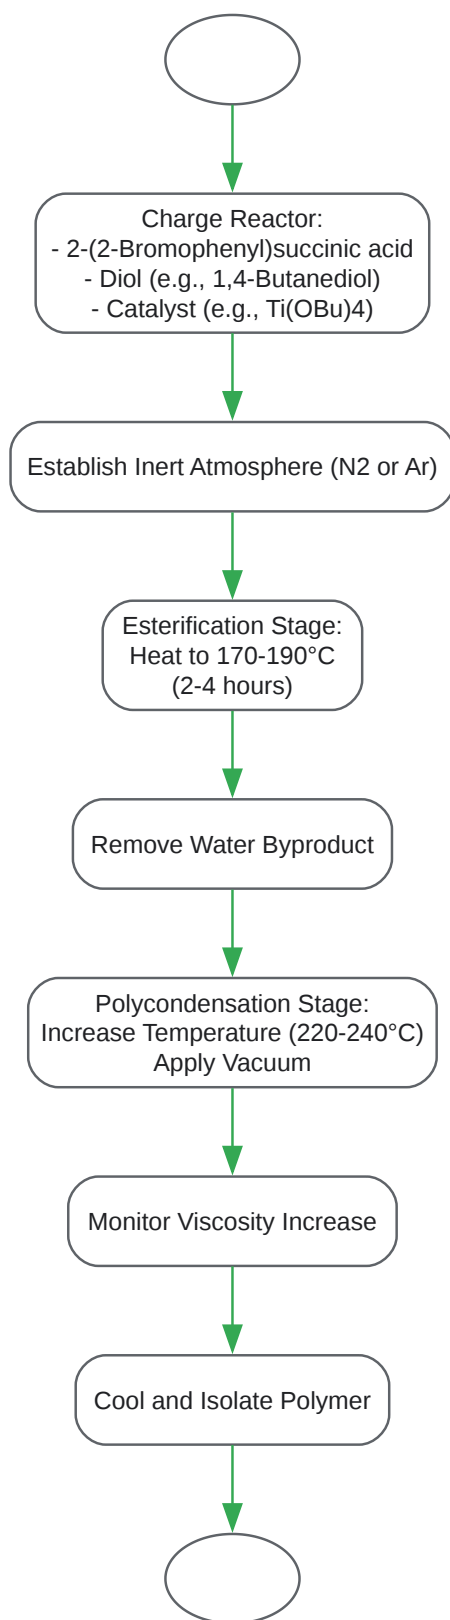 Charge Reactor:
- 2-(2-Bromophenyl)succinic acid
- Diol (e.g., 1,4-Butanediol)
- Catalyst (e.g., Ti(OBu)4)
Establish Inert Atmosphere (N2 or Ar)
Esterification Stage:
Heat to 170-190°C
(2-4 hours)
Remove Water Byproduct
Polycondensation Stage:
Increase Temperature (220-240°C)
Apply Vacuum
Monitor Viscosity Increase
Cool and Isolate Polymer